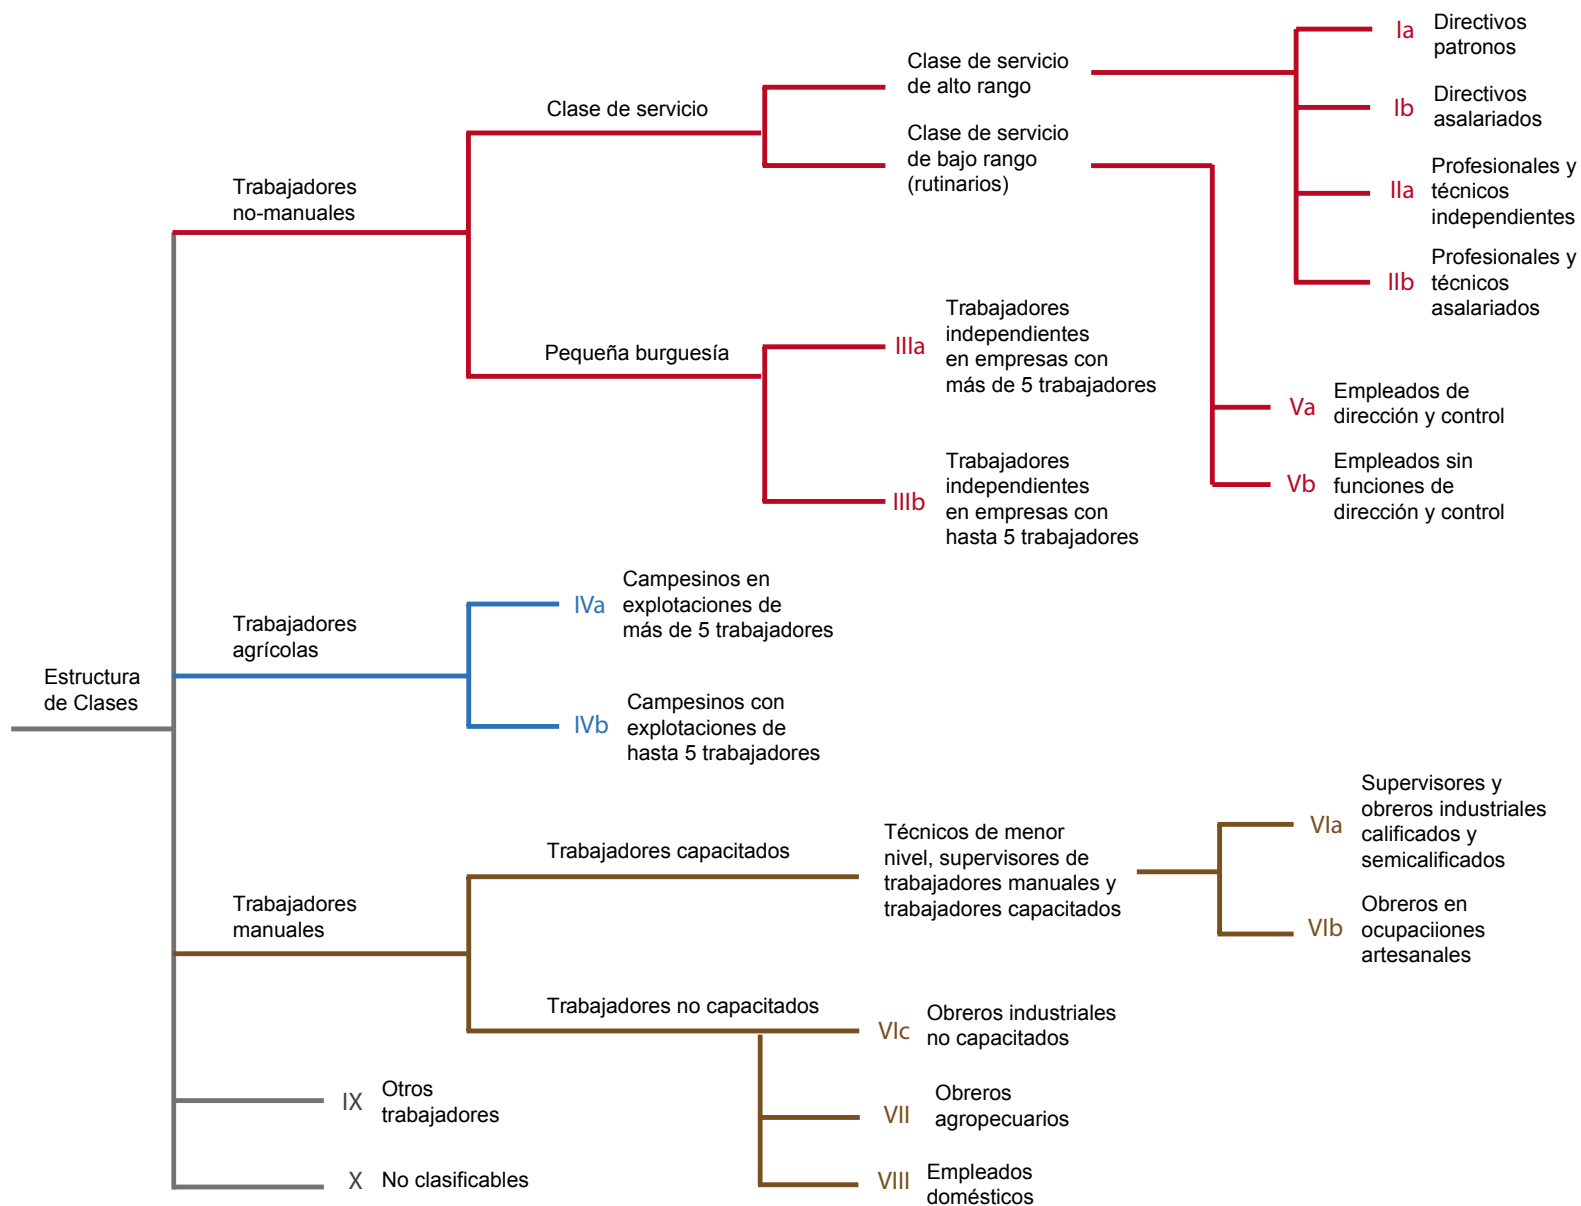 Estructura
de Clases
Trabajadores
no-manuales
Clase de servicio
Clase de servicio
de alto rango
Ia
Directivos
patronos
Ib
Directivos
asalariados
IIa
Profesionales y
técnicos
independientes
IIb
Profesionales y
técnicos
asalariados
Clase de servicio
de bajo rango
(rutinarios)
Va
Empleados de
dirección y control
Vb
Empleados sin
funciones de
dirección y control
Pequeña burguesía
IIIa
Trabajadores
independientes
en empresas con
más de 5 trabajadores
IIIb
Trabajadores
independientes
en empresas con
hasta 5 trabajadores
Trabajadores
agrícolas
IVa
Campesinos en
explotaciones de
más de 5 trabajadores
IVb
Campesinos con
explotaciones de
hasta 5 trabajadores
Trabajadores
manuales
Trabajadores capacitados
Técnicos de menor
nivel, supervisores de
trabajadores manuales y
trabajadores capacitados
VIa
Supervisores y
obreros industriales
calificados y
semicalificados
VIb
Obreros en
ocupaciiones
artesanales
Trabajadores no capacitados
VIc
Obreros industriales
no capacitados
VII
Obreros
agropecuarios
VIII
Empleados
domésticos
IX
Otros
trabajadores
X
No clasificables